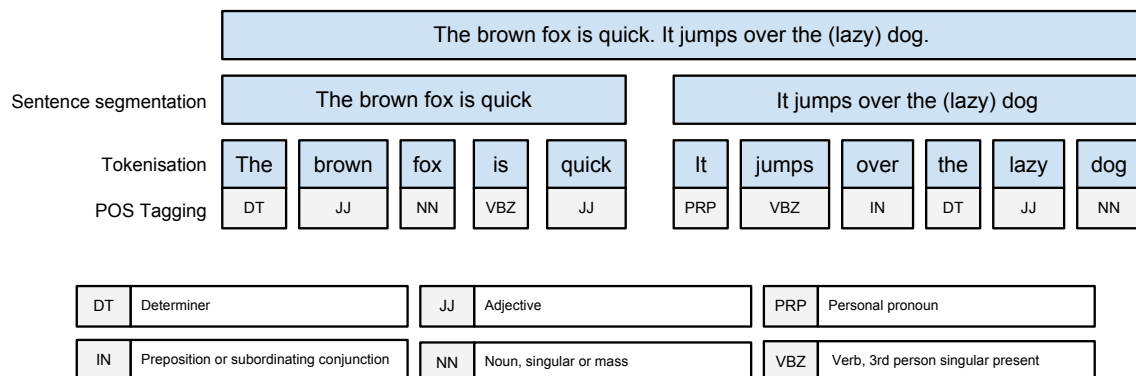 The brown fox is quick. It jumps over the (lazy) dog.
Sentence segmentation The brown fox is quick It jumps over the (lazy) dog
Tokenisation The brown fox is quick It jumps over the lazy dog
POS Tagging DT JJ NN VBZ JJ PRP VBZ IN DT JJ NN
DT Determiner JJ Adjective PRP Personal pronoun
IN Preposition or subordinating conjunction NN Noun, singular or mass VBZ Verb, 3rd person singular present